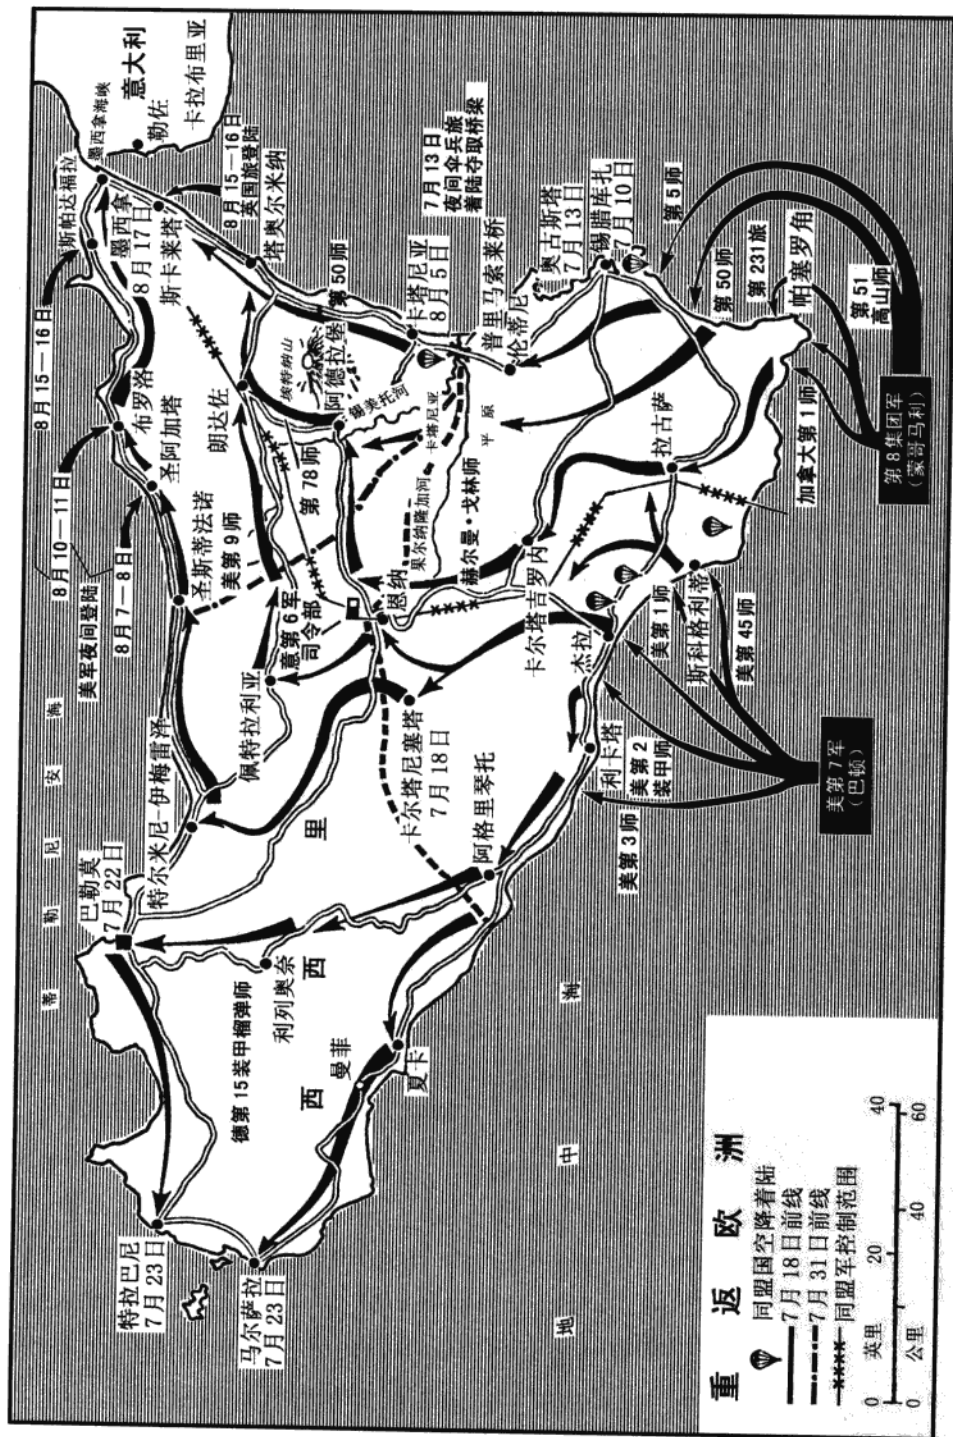 重返欧洲
同盟国空降着陆
7月18日前线
7月31日前线
同盟军控制范围
0 20 40
英里
0 40 60
公里
蒂勒尼安海
地中海
意大利
卡拉布里亚
勒佐
墨西拿海峡
斯帕达福拉
墨西拿
8月17日
斯卡莱塔
8月15—16日
英国旅登陆
塔奥尔米纳
8月15—16日
8月10—11日
美军夜间登陆
8月7—8日
布罗洛
圣阿加塔
朗达佐
圣斯蒂法诺
美第9师
第78师
埃特纳山
阿德拉堡
第50师
锡美托河
卡塔尼亚
8月5日
7月13日
夜间伞兵旅
着陆夺取桥梁
普里马索莱桥
伦蒂尼
卡塔尼亚
平原
果尔纳隆加河
赫尔曼·戈林师
奥古斯塔
7月13日
锡腊库扎
7月10日
第5师
第50师
第231旅
帕塞罗角
第51
高山师
第8集团军
(蒙哥马利)
加拿大第1师
拉古萨
意第6军
司令部
恩纳
佩特拉利亚
卡尔塔吉罗内
杰拉
美第1师
斯科格利蒂
美第45师
美第7军
(巴顿)
利卡塔
美第2
装甲师
美第3师
卡尔塔尼塞塔
7月18日
阿格里琴托
特尔米尼-伊梅雷泽
巴勒莫
7月22日
西西里
利列奥奈
德第15装甲榴弹师
曼菲
夏卡
特拉巴尼
7月23日
马尔萨拉
7月23日